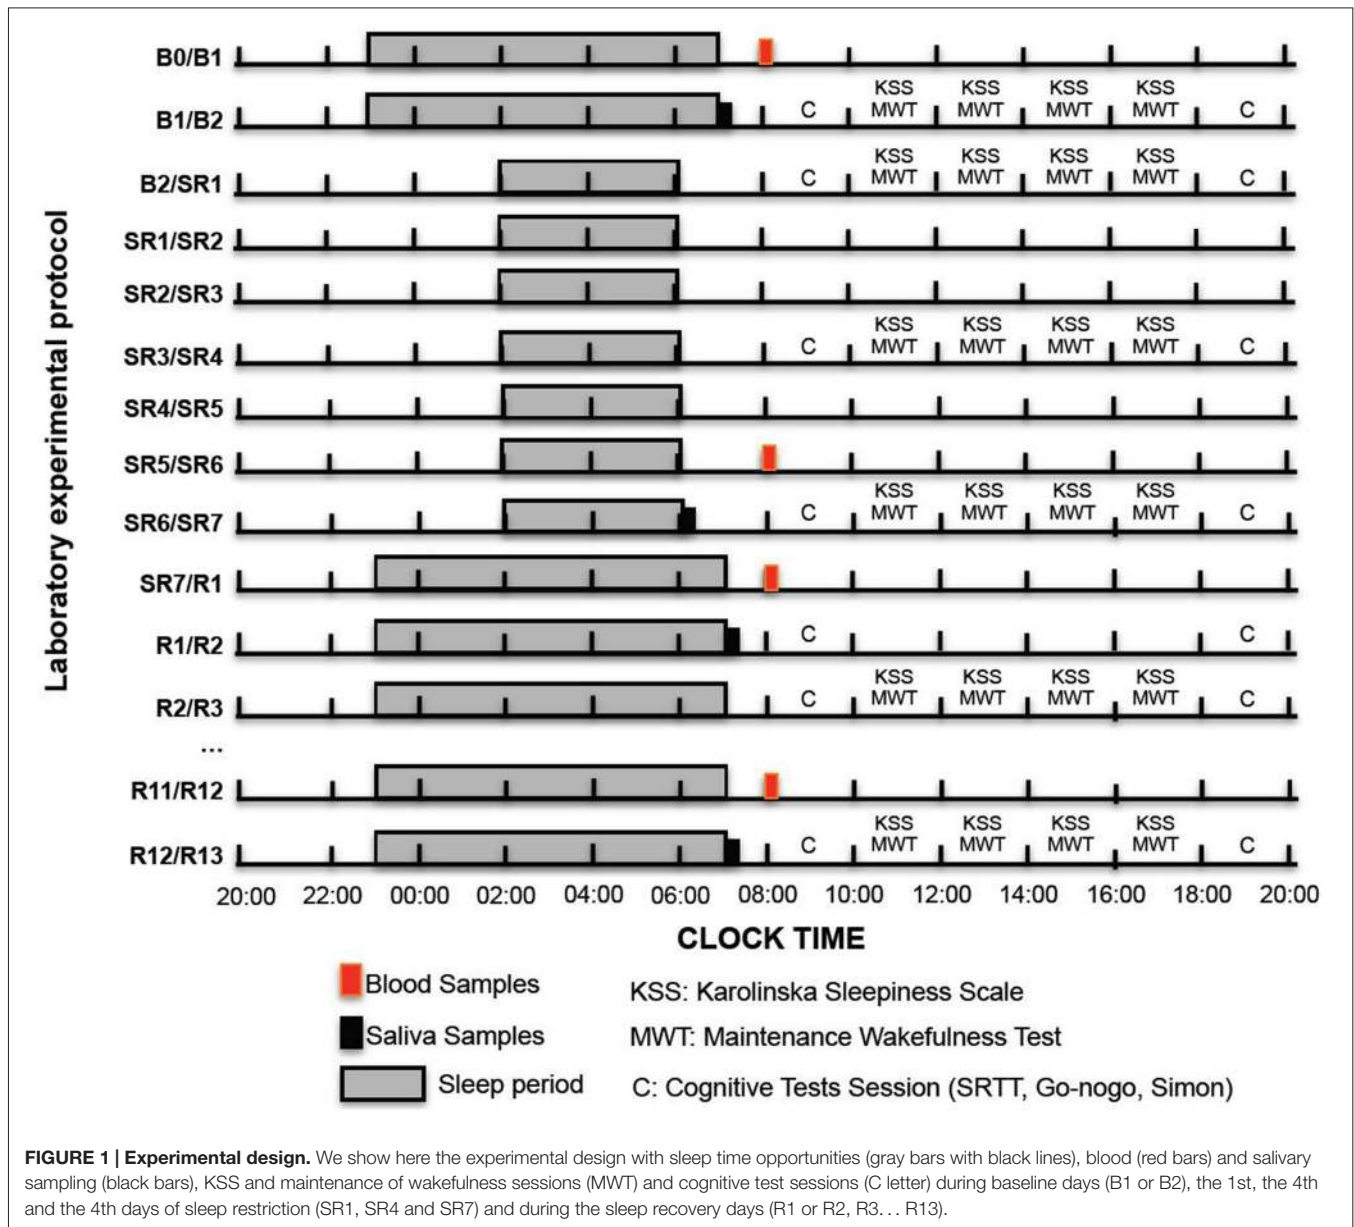 Laboratory experimental protocol
B0/B1
KSS KSS KSS KSS
B1/B2 C MWT MWT MWT MWT C
KSS KSS KSS KSS
B2/SR1 C MWT MWT MWT MWT C
SR1/SR2
SR2/SR3
KSS KSS KSS KSS
SR3/SR4 C MWT MWT MWT MWT C
SR4/SR5
SR5/SR6
KSS KSS KSS KSS
SR6/SR7 C MWT MWT MWT MWT C
SR7/R1
R1/R2 C C
KSS KSS KSS KSS
R2/R3 C MWT MWT MWT MWT C
...
R11/R12
KSS KSS KSS KSS
R12/R13 C MWT MWT MWT MWT C
20:00 22:00 00:00 02:00 04:00 06:00 08:00 10:00 12:00 14:00 16:00 18:00 20:00
CLOCK TIME
Blood Samples
KSS: Karolinska Sleepiness Scale
Saliva Samples
MWT: Maintenance Wakefulness Test
Sleep period
C: Cognitive Tests Session (SRTT, Go-nogo, Simon)
FIGURE 1 | Experimental design. We show here the experimental design with sleep time opportunities (gray bars with black lines), blood (red bars) and salivary
sampling (black bars), KSS and maintenance of wakefulness sessions (MWT) and cognitive test sessions (C letter) during baseline days (B1 or B2), the 1st, the 4th
and the 4th days of sleep restriction (SR1, SR4 and SR7) and during the sleep recovery days (R1 or R2, R3. . . R13).